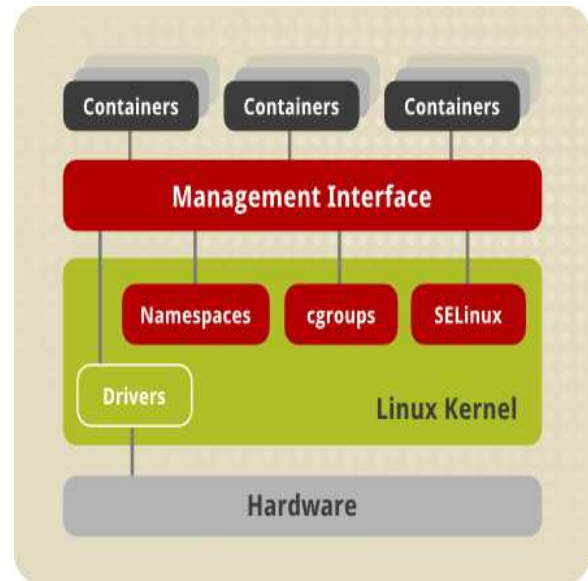 Containers
Containers
Containers
Management Interface
Namespaces
cgroups
SELinux
Drivers
Linux Kernel
Hardware